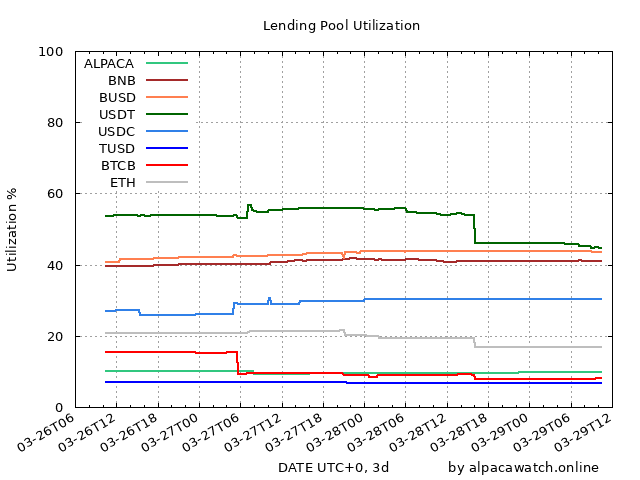 Lending Pool Utilization
100
80
60
40
20
0
Utilization %
ALPACA
BNB
BUSD
USDT
USDC
TUSD
BTCB
ETH
03-26T06
03-26T12
03-26T18
03-27T00
03-27T06
03-27T12
03-27T18
03-28T00
03-28T06
03-28T12
03-28T18
03-29T00
03-29T06
03-29T12
DATE UTC+0, 3d
by alpacawatch.online